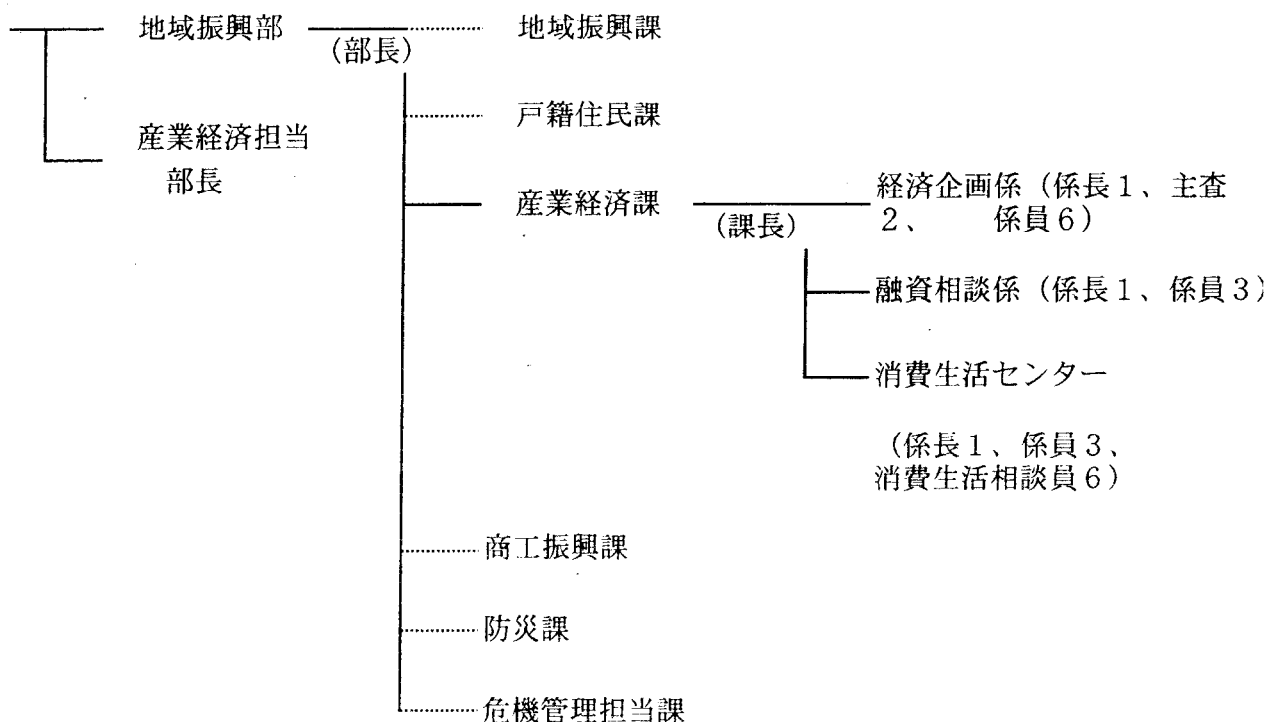 地域振興部
(部長)
地域振興課
戸籍住民課
産業経済担当
部長
産業経済課
(課長)
経済企画係（係長１、主査
２、　　係員６）
融資相談係（係長１、係員３）
消費生活センター
（係長１、係員３、
消費生活相談員６）
商工振興課
防災課
危機管理担当課